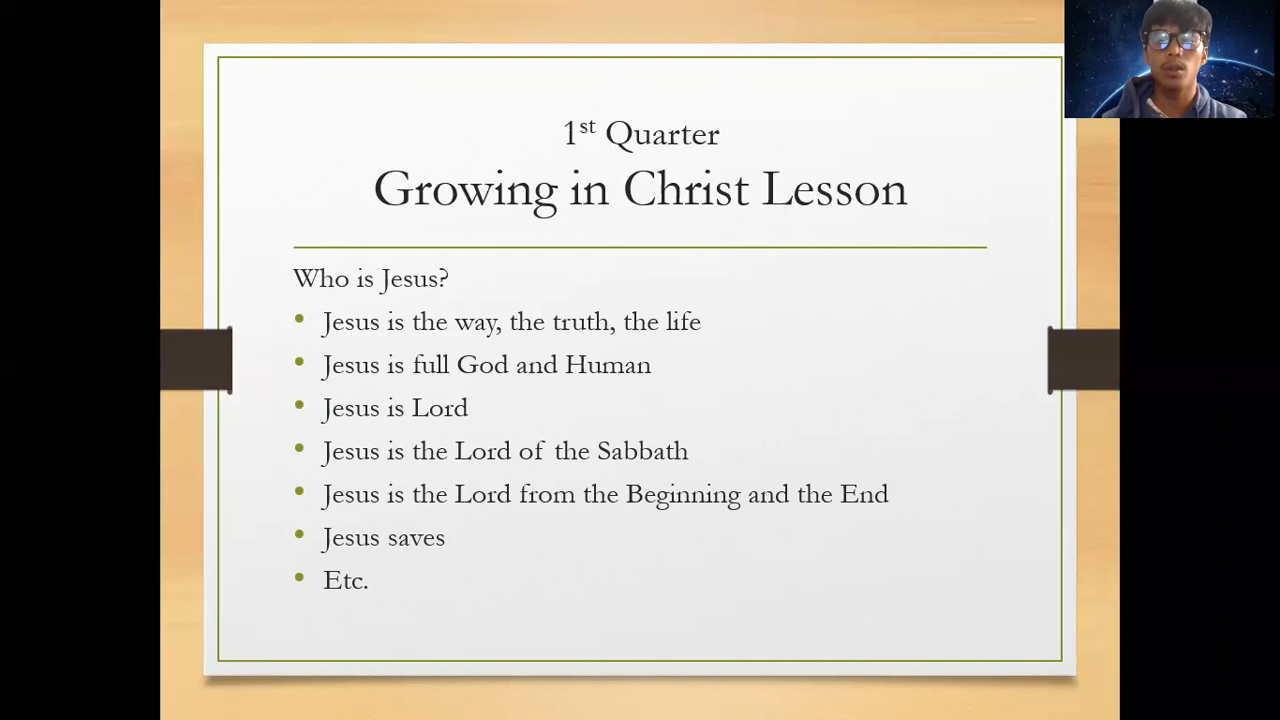 1st Quarter
Growing in Christ Lesson
Who is Jesus?
• Jesus is the way, the truth, the life
• Jesus is full God and Human
• Jesus is Lord
• Jesus is the Lord of the Sabbath
• Jesus is the Lord from the Beginning and the End
• Jesus saves
• Etc.